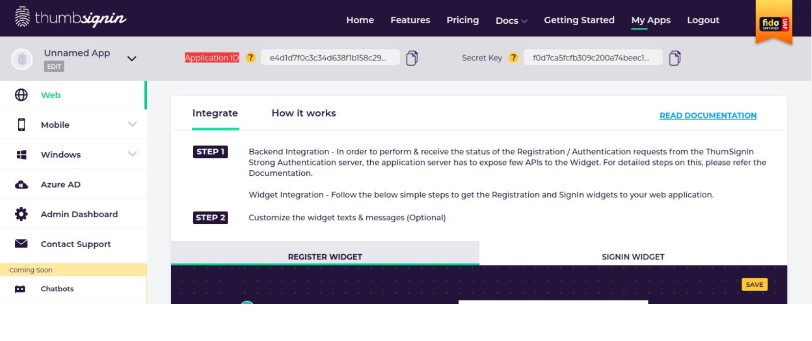 thumbsignin
Home Features Pricing Docs Getting Started My Apps Logout
fido
CERTIFIED
UAF
Unnamed App
EDIT
Application ID ? e4d1d7f0c3c34d638f1b158c29...
Secret Key ? f0d7ca5fcfb309c200a74beec1...
Web
Mobile
Windows
Azure AD
Admin Dashboard
Contact Support
Coming Soon
Chatbots
Integrate How it works READ DOCUMENTATION
STEP 1 Backend Integration - In order to perform & receive the status of the Registration / Authentication requests from the ThumSignIn
Strong Authentication server, the application server has to expose few APIs to the Widget. For detailed steps on this, please refer the
Documentation.
Widget Integration - Follow the below simple steps to get the Registration and SignIn widgets to your web application.
STEP 2 Customize the widget texts & messages (Optional)
REGISTER WIDGET SIGNIN WIDGET
SAVE